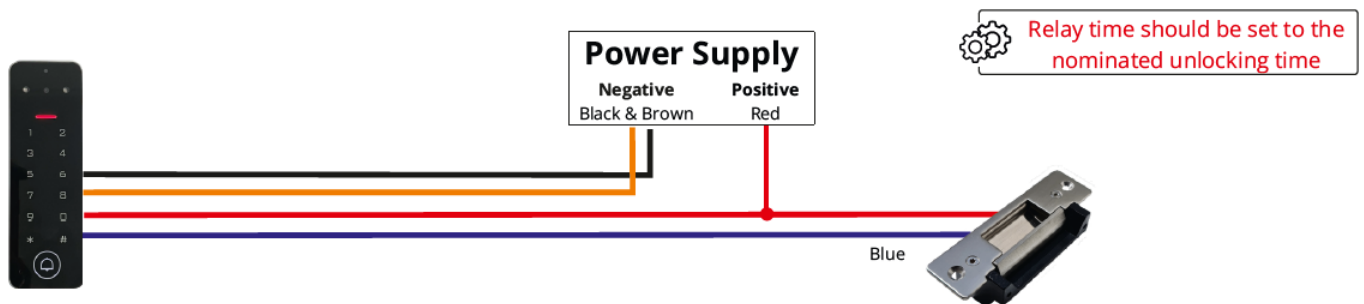 Relay time should be set to the
nominated unlocking time
Power Supply
Negative
Positive
Black & Brown
Red
1 2
3 4
5 6
7 8
9 0
* #
Blue